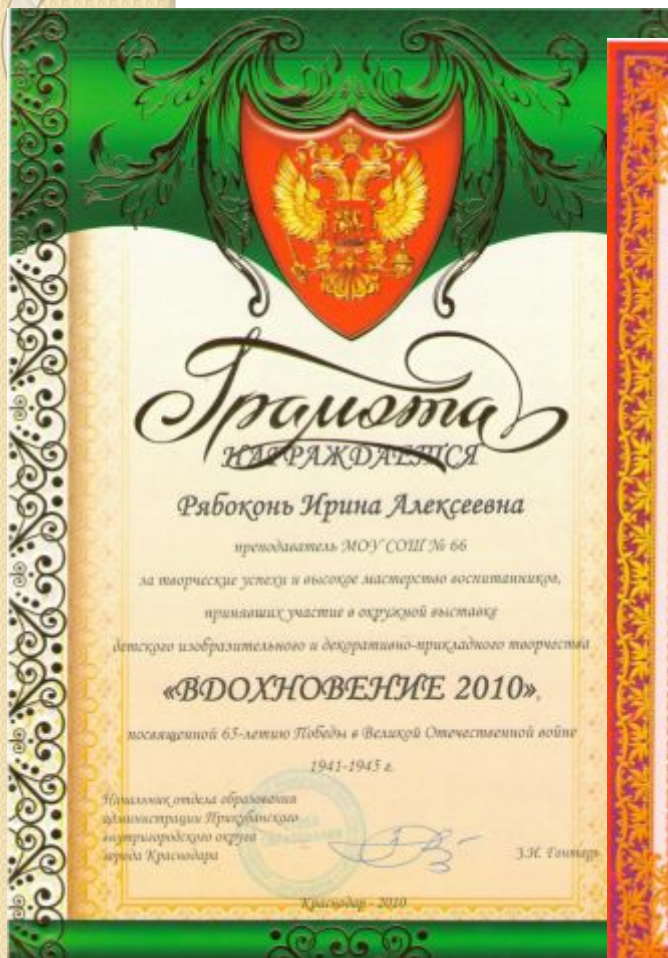 Грамота
НАГРАЖДАЕТСЯ
Рябоконь Ирина Алексеевна
преподаватель МОУ СОШ № 66
за творческие успехи и высокое мастерство воспитанников,
принявших участие в окружной выставке
детского изобразительного и декоративно-прикладного творчества
«ВДОХНОВЕНИЕ 2010»,
посвященной 65-летию Победы в Великой Отечественной войне
1941-1945 г.
Начальник отдела образования
администрации Прикубанского
внутригородского округа
города Краснодара
З.И. Гонтарь
Краснодар - 2010